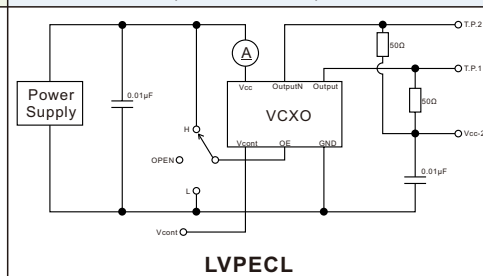 T.P.2
A
50Ω
Vcc OutputN Output
T.P.1
Power
Supply
0.01μF
VCXO
50Ω
H
Vcc-2
Vcont OE GND
OPEN
0.01μF
L
Vcont
LVPECL